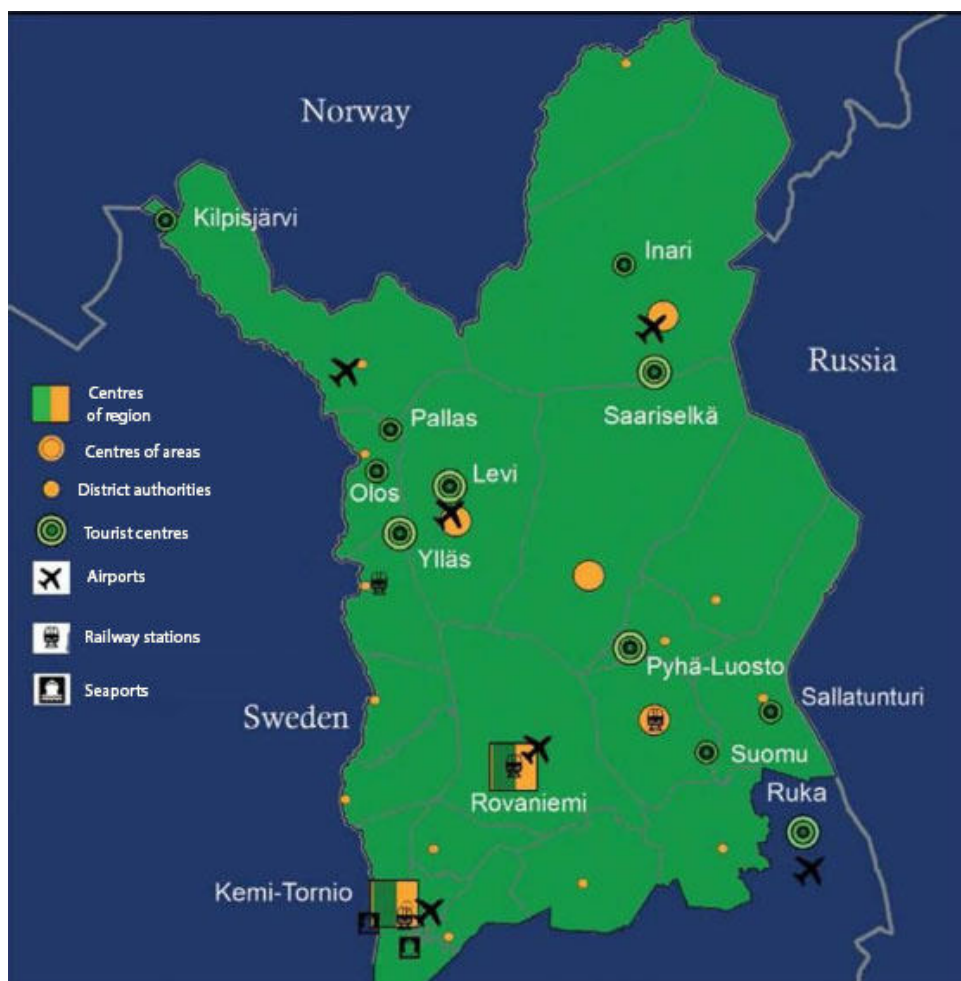 Norway
Kilpisjärvi
Inari
Russia
Saariselkä
Centres
of region
Centres of areas
District authorities
Tourist centres
Airports
Railway stations
Seaports
Pallas
Levi
Olos
Ylläs
Pyhä-Luosto
Sallatunturi
Sweden
Suomu
Ruka
Rovaniemi
Kemi-Tornio